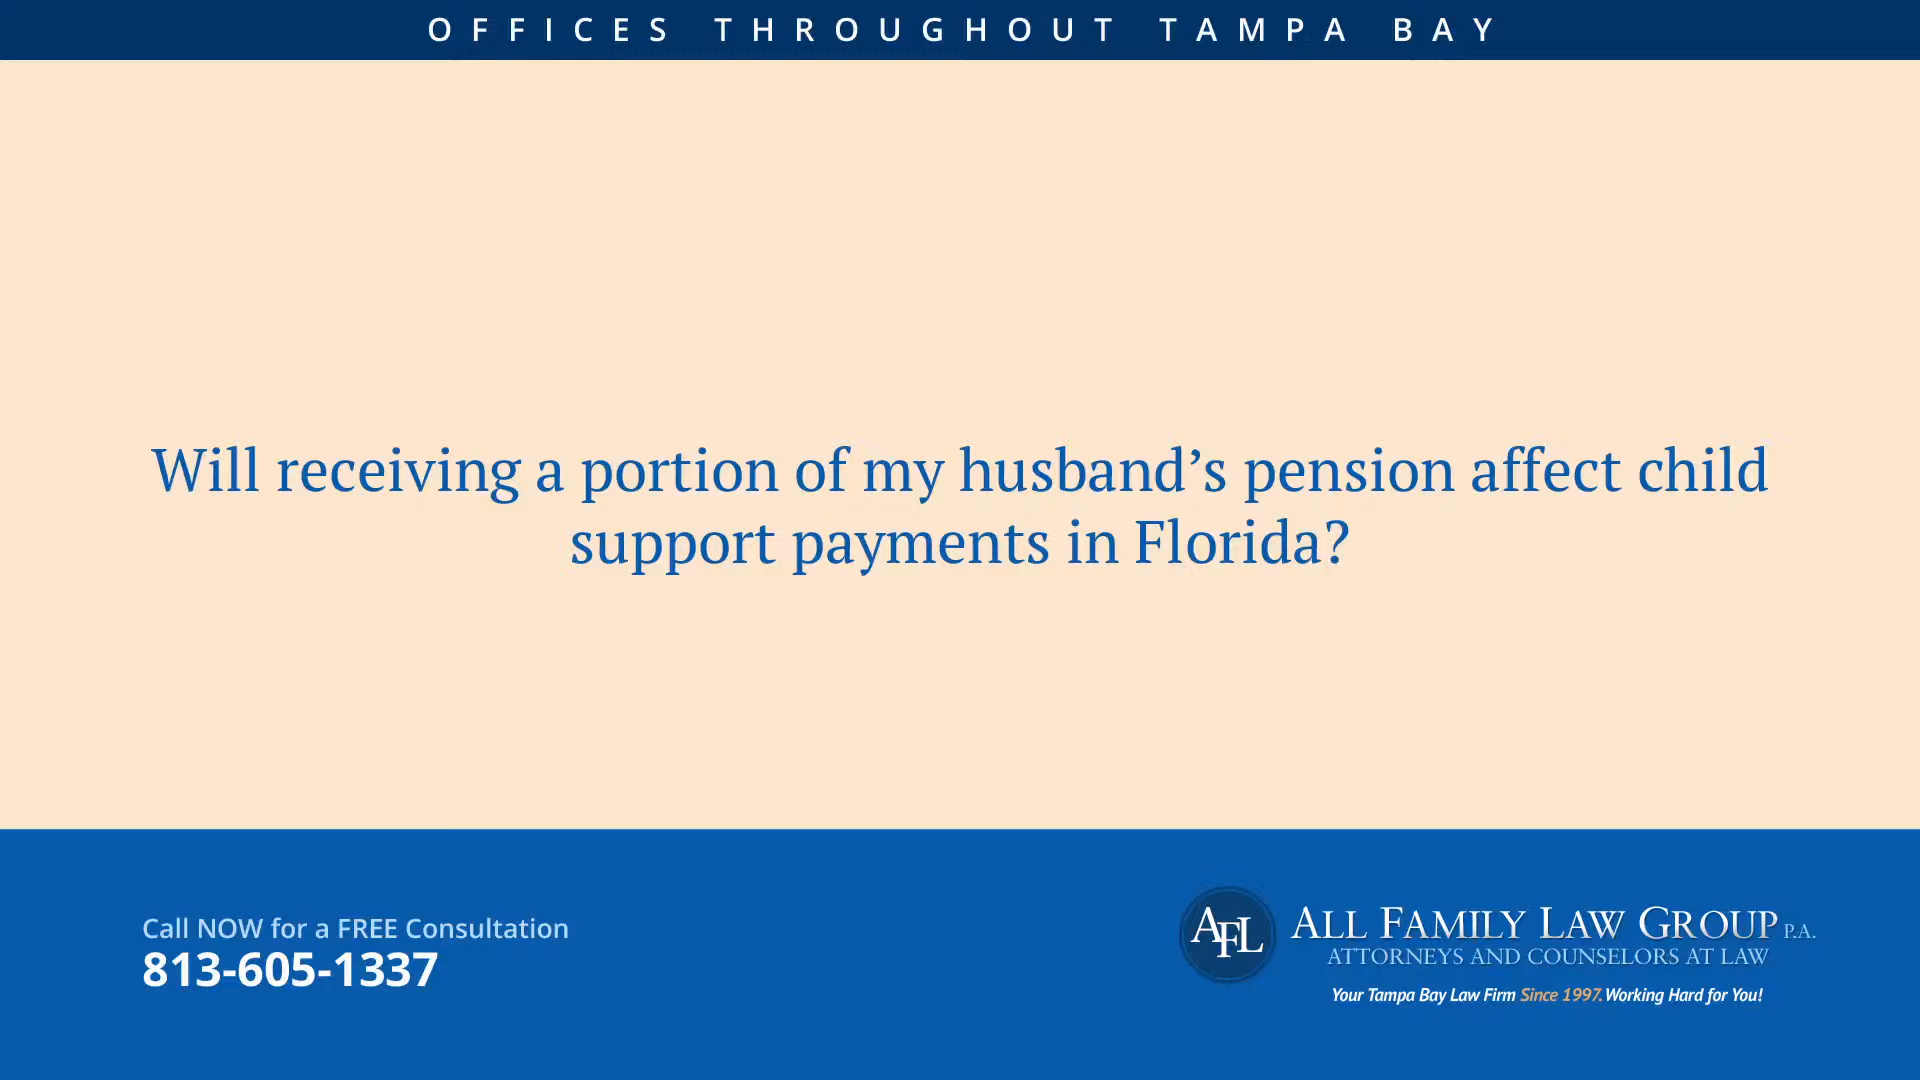 OFFICES THROUGHOUT TAMPA BAY
Will receiving a portion of my husband’s pension affect child
support payments in Florida?
Call NOW for a FREE Consultation
813-605-1337
AFL
ALL FAMILY LAW GROUP P.A.
ATTORNEYS AND COUNSELORS AT LAW
Your Tampa Bay Law Firm Since 1997. Working Hard for You!